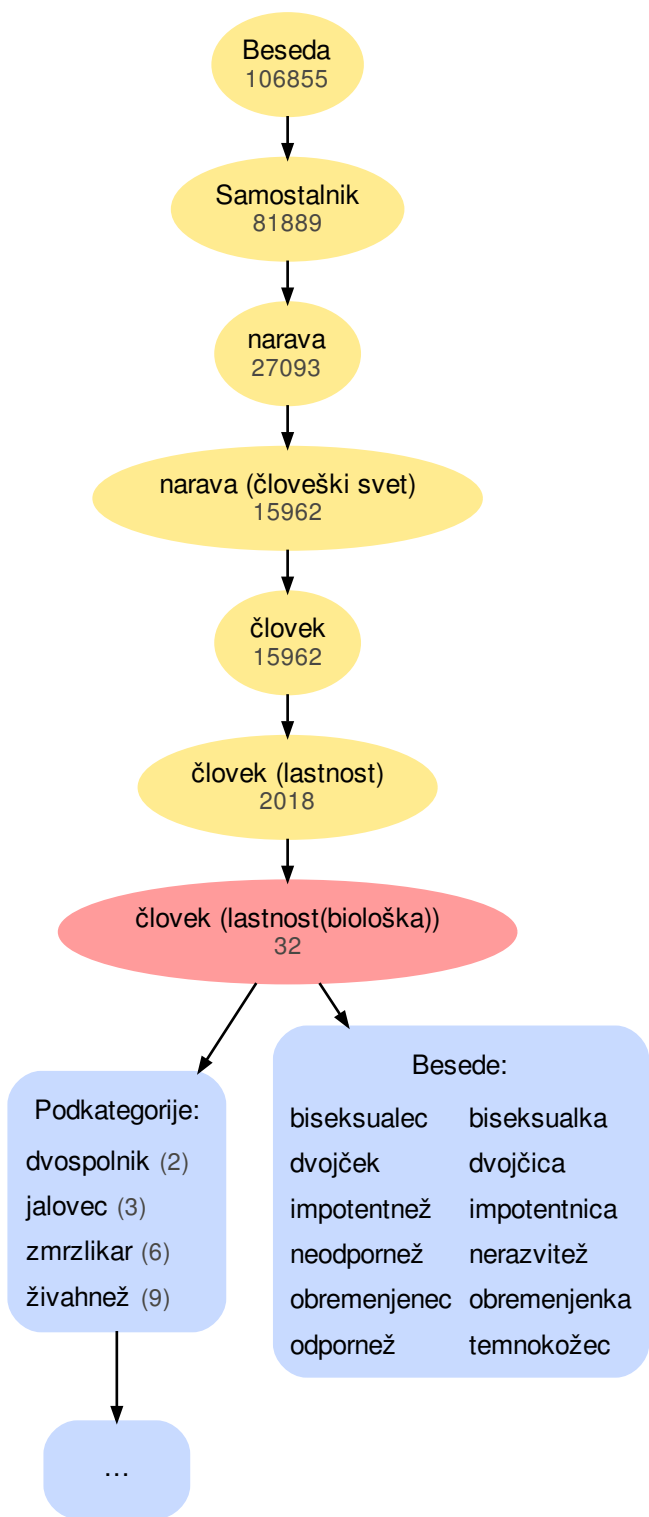 Beseda
106855
Samostalnik
81889
narava
27093
narava (človeški svet)
15962
človek
15962
človek (lastnost)
2018
človek (lastnost(biološka))
32
Podkategorije:
dvospolnik (2)
jalovec (3)
zmrzlikar (6)
živahnež (9)
...
Besede:
biseksualec biseksualka
dvojček dvojčica
impotentnež impotentnica
neodpornež nerazvitež
obremenjenec obremenjenka
odpornež temnokožec